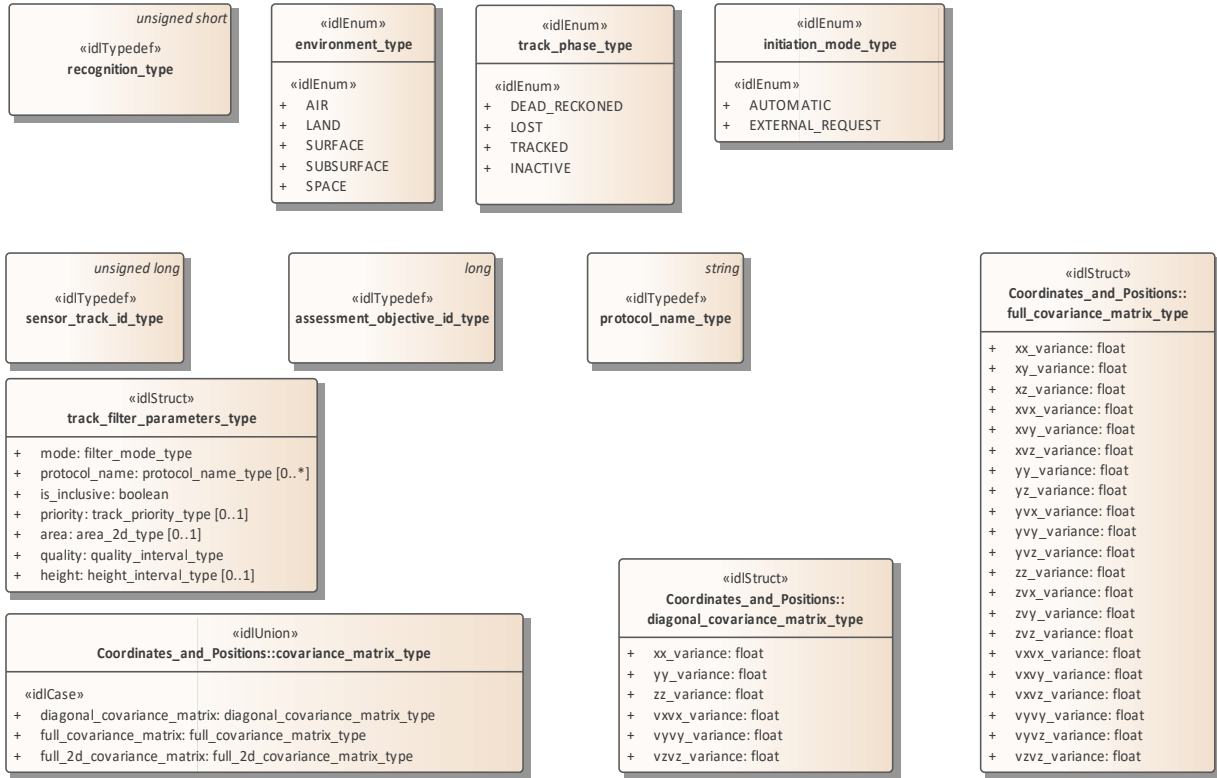 unsigned short
«idlTypedef»
recognition_type
«idlEnum»
environment_type
«idlEnum»
+ AIR
+ LAND
+ SURFACE
+ SUBSURFACE
+ SPACE
«idlEnum»
track_phase_type
«idlEnum»
+ DEAD_RECKONED
+ LOST
+ TRACKED
+ INACTIVE
«idlEnum»
initiation_mode_type
«idlEnum»
+ AUTOMATIC
+ EXTERNAL_REQUEST
unsigned long
«idlTypedef»
sensor_track_id_type
long
«idlTypedef»
assessment_objective_id_type
string
«idlTypedef»
protocol_name_type
«idlStruct»
Coordinates_and_Positions::
full_covariance_matrix_type
+ xx_variance: float
+ xy_variance: float
+ xz_variance: float
+ xvx_variance: float
+ xvy_variance: float
+ xvz_variance: float
+ yy_variance: float
+ yz_variance: float
+ yvx_variance: float
+ yvy_variance: float
+ yvz_variance: float
+ zz_variance: float
+ zvx_variance: float
+ zvy_variance: float
+ zvz_variance: float
+ vxvx_variance: float
+ vxvy_variance: float
+ vxvz_variance: float
+ vyvy_variance: float
+ vyvz_variance: float
+ vzvz_variance: float
«idlStruct»
track_filter_parameters_type
+ mode: filter_mode_type
+ protocol_name: protocol_name_type [0..*]
+ is_inclusive: boolean
+ priority: track_priority_type [0..1]
+ area: area_2d_type [0..1]
+ quality: quality_interval_type
+ height: height_interval_type [0..1]
«idlUnion»
Coordinates_and_Positions::covariance_matrix_type
«idlCase»
+ diagonal_covariance_matrix: diagonal_covariance_matrix_type
+ full_covariance_matrix: full_covariance_matrix_type
+ full_2d_covariance_matrix: full_2d_covariance_matrix_type
«idlStruct»
Coordinates_and_Positions::
diagonal_covariance_matrix_type
+ xx_variance: float
+ yy_variance: float
+ zz_variance: float
+ vxvx_variance: float
+ vyvy_variance: float
+ vzvz_variance: float